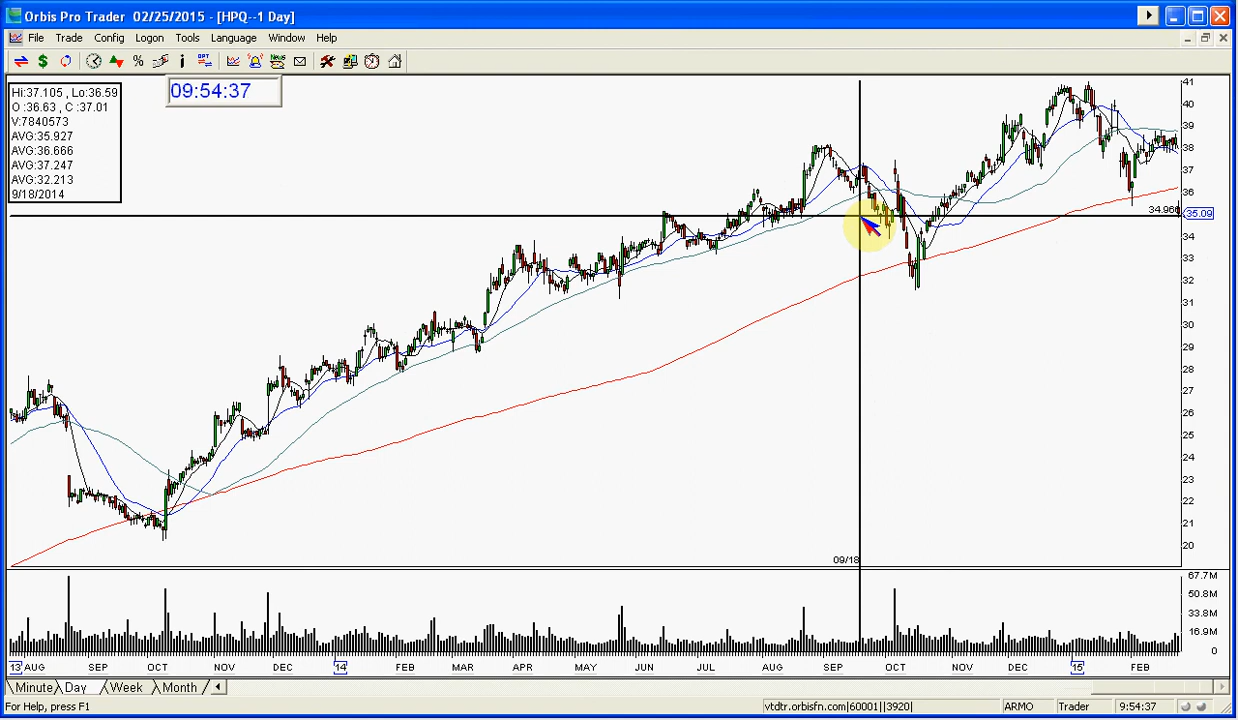 Orbis Pro Trader 02/25/2015 - [HPQ--1 Day]
File Trade Config Logon Tools Language Window Help
09:54:37
Hi:37.105 , Lo:36.59
O :36.63 , C :37.01
V:7840573
AVG:35.927
AVG:36.666
AVG:37.247
AVG:32.213
9/18/2014
41
40
39
38
37
36
34.960
35.09
34
33
32
31
30
29
28
27
26
25
24
23
22
21
20
09/18
67.7M
50.8M
33.8M
16.9M
0
13 AUG SEP OCT NOV DEC 14 FEB MAR APR MAY JUN JUL AUG SEP OCT NOV DEC 15 FEB
Minute Day Week Month
For Help, press F1
vtdtr.orbisfn.com|60001||3920|
ARMO
Trader
9:54:37